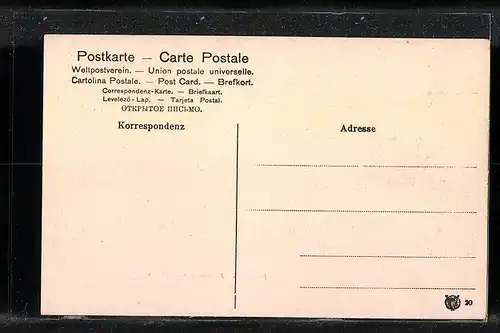 Postkarte — Carte Postale
Weltpostverein. — Union postale universelle.
Cartolina Postale. — Post Card. — Brefkort.
Correspondenz-Karte. — Briefkaart.
Levelező-Lap. — Tarjeta Postal.
ОТКРЫТОЕ ПИСЬМО.
Korrespondenz
Adresse
20